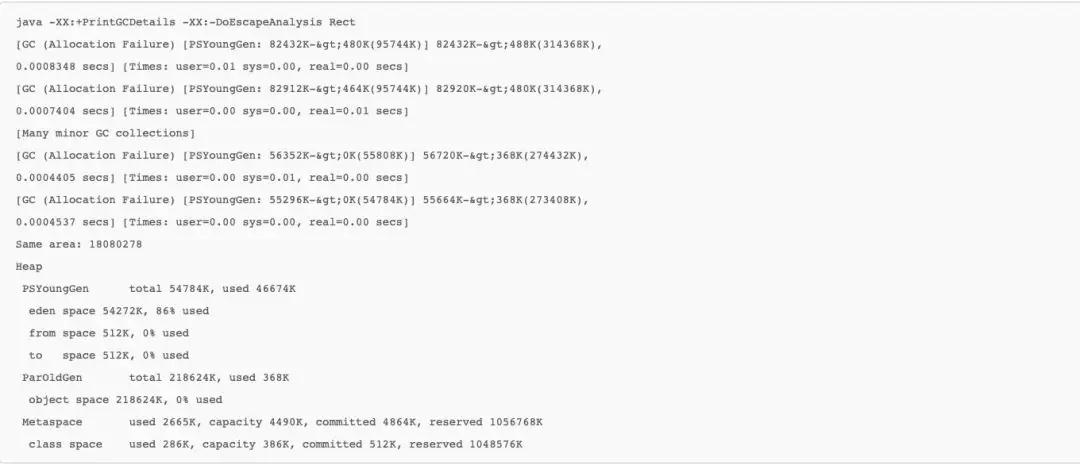 java -XX:+PrintGCDetails -XX:-DoEscapeAnalysis Rect
[GC (Allocation Failure) [PSYoungGen: 82432K-&gt;480K(95744K)] 82432K-&gt;488K(314368K),
0.0008348 secs] [Times: user=0.01 sys=0.00, real=0.00 secs]
[GC (Allocation Failure) [PSYoungGen: 82912K-&gt;464K(95744K)] 82920K-&gt;480K(314368K),
0.0007404 secs] [Times: user=0.00 sys=0.00, real=0.01 secs]
[Many minor GC collections]
[GC (Allocation Failure) [PSYoungGen: 56352K-&gt;0K(55808K)] 56720K-&gt;368K(274432K),
0.0004405 secs] [Times: user=0.00 sys=0.01, real=0.00 secs]
[GC (Allocation Failure) [PSYoungGen: 55296K-&gt;0K(54784K)] 55664K-&gt;368K(273408K),
0.0004537 secs] [Times: user=0.00 sys=0.00, real=0.00 secs]
Same area: 18080278
Heap
 PSYoungGen      total 54784K, used 46674K
  eden space 54272K, 86% used
  from space 512K, 0% used
  to   space 512K, 0% used
 ParOldGen       total 218624K, used 368K
  object space 218624K, 0% used
 Metaspace       used 2665K, capacity 4490K, committed 4864K, reserved 1056768K
  class space    used 286K, capacity 386K, committed 512K, reserved 1048576K